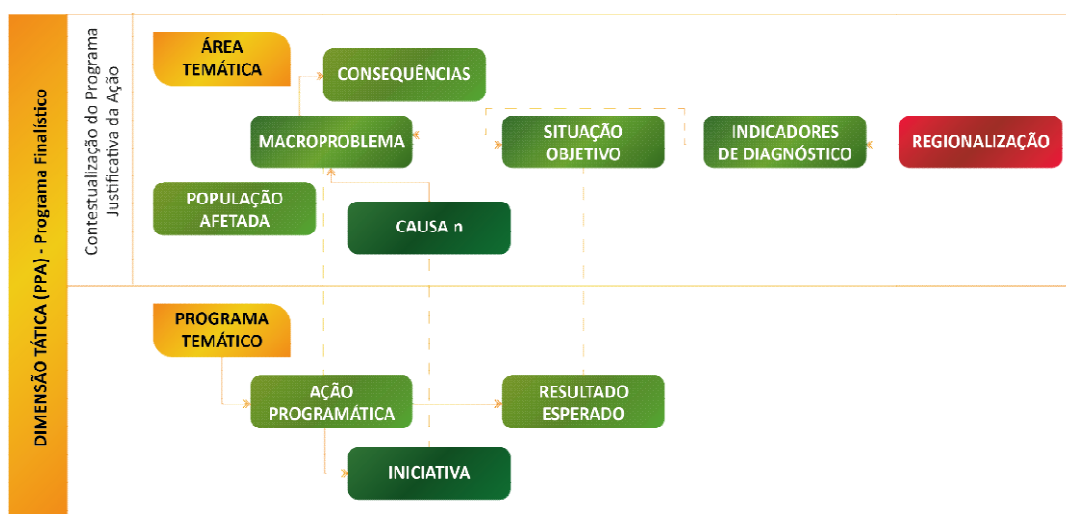 DIMENSÃO TÁTICA (PPA) - Programa Finalístico
Contestualização do Programa
Justificativa da Ação
ÁREA
TEMÁTICA
CONSEQUÊNCIAS
MACROPROBLEMA
SITUAÇÃO
OBJETIVO
INDICADORES
DE DIAGNÓSTICO
REGIONALIZAÇÃO
POPULAÇÃO
AFETADA
CAUSA n
PROGRAMA
TEMÁTICO
AÇÃO
PROGRAMÁTICA
RESULTADO
ESPERADO
INICIATIVA